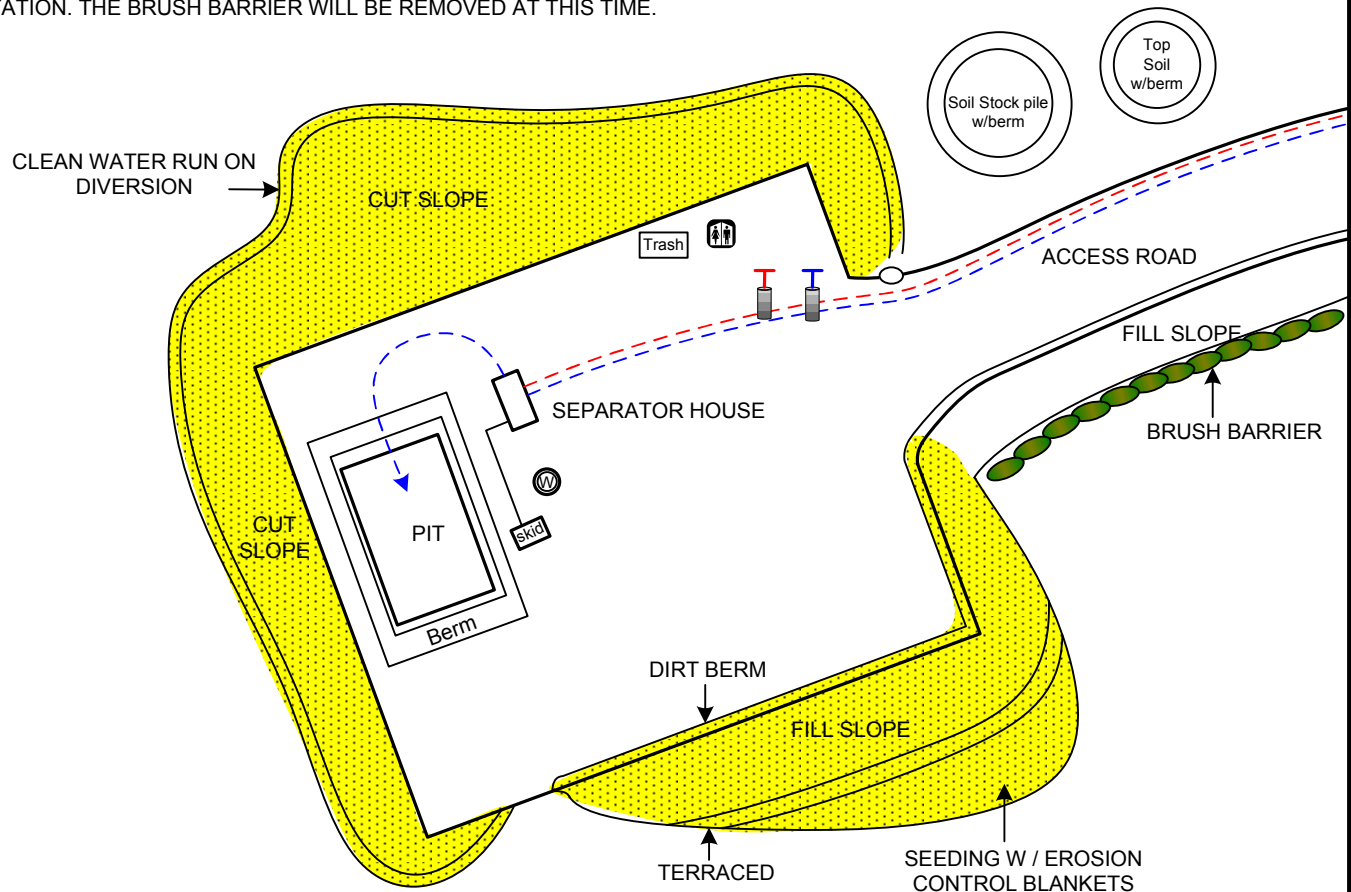 TATION. THE BRUSH BARRIER WILL BE REMOVED AT THIS TIME.
Top
Soil
w/berm
Soil Stock pile
w/berm
CLEAN WATER RUN ON
DIVERSION
CUT SLOPE
Trash
ACCESS ROAD
FILL SLOPE
SEPARATOR HOUSE
BRUSH BARRIER
W
CUT
SLOPE
PIT
skid
Berm
DIRT BERM
FILL SLOPE
TERRACED
SEEDING W / EROSION
CONTROL BLANKETS